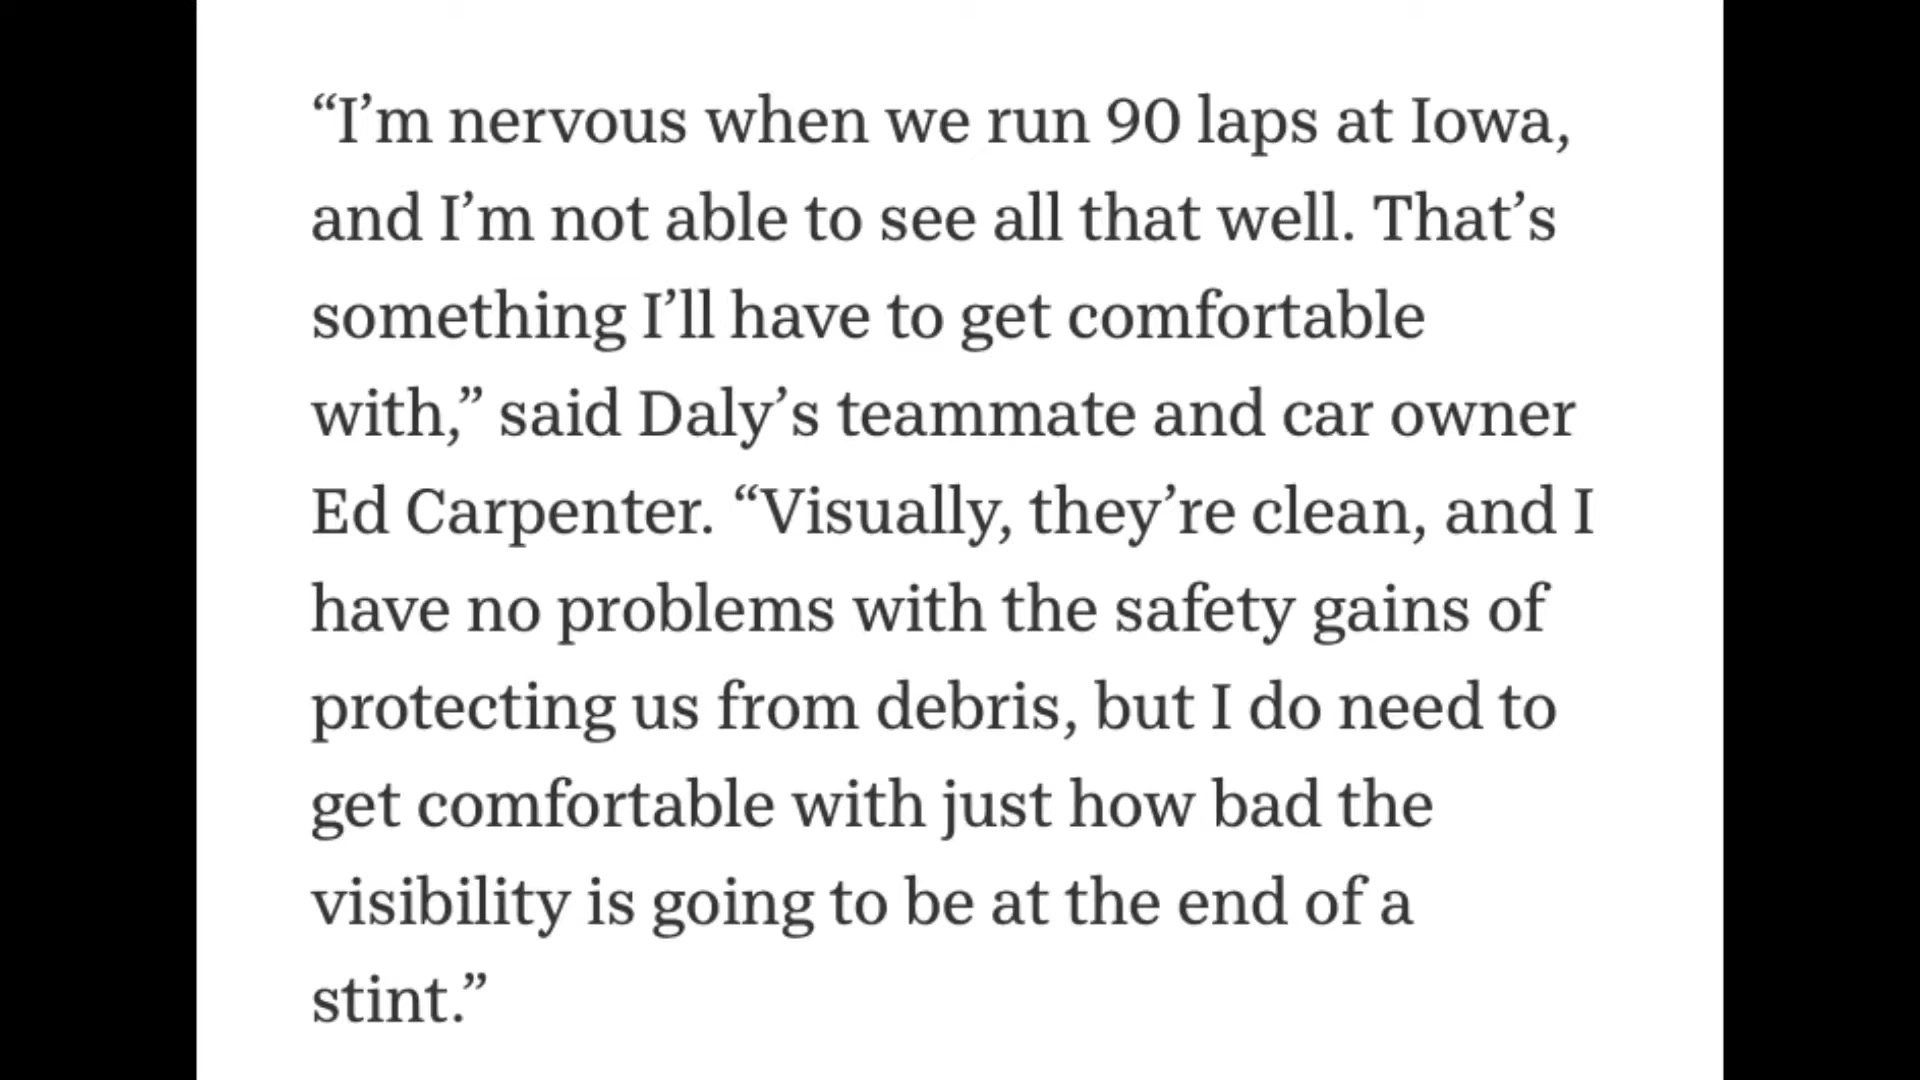 “I’m nervous when we run 90 laps at Iowa,
and I’m not able to see all that well. That’s
something I’ll have to get comfortable
with,” said Daly’s teammate and car owner
Ed Carpenter. “Visually, they’re clean, and I
have no problems with the safety gains of
protecting us from debris, but I do need to
get comfortable with just how bad the
visibility is going to be at the end of a
stint.”